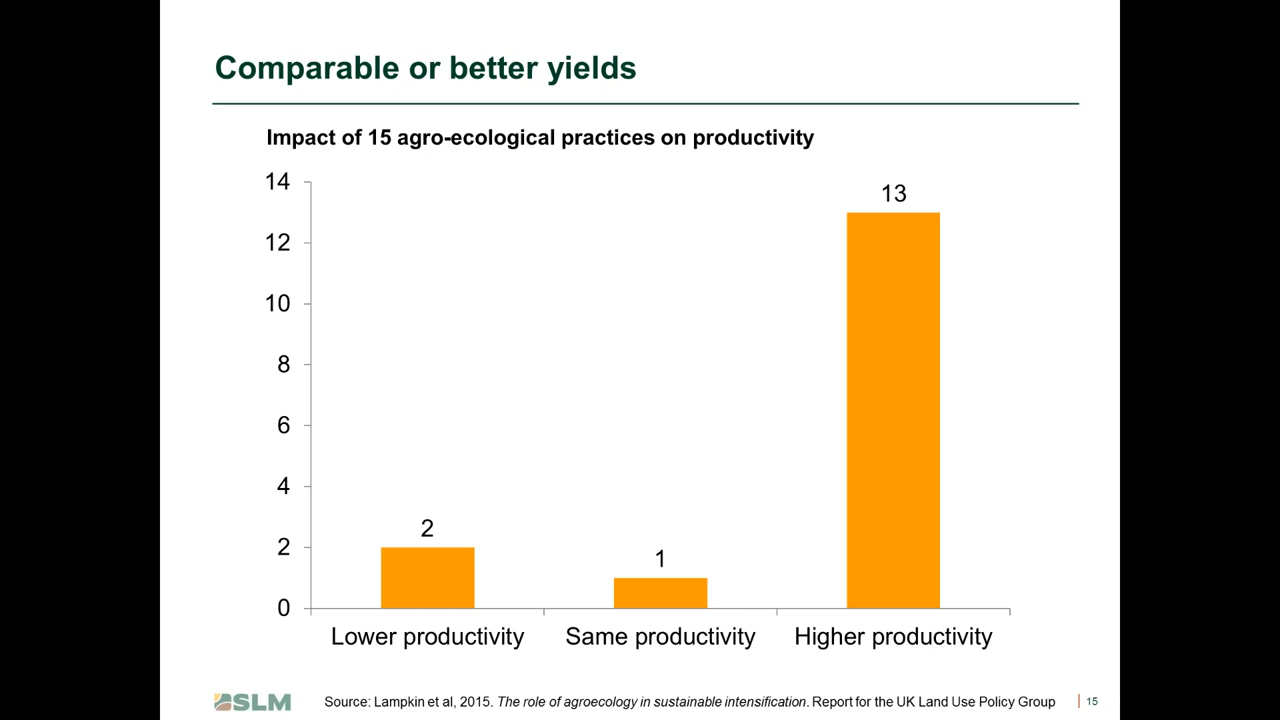 Comparable or better yields
Impact of 15 agro-ecological practices on productivity
14
12
10
8
6
4
2
0
2
1
13
Lower productivity
Same productivity
Higher productivity
SLM
Source: Lampkin et al, 2015. The role of agroecology in sustainable intensification. Report for the UK Land Use Policy Group
15